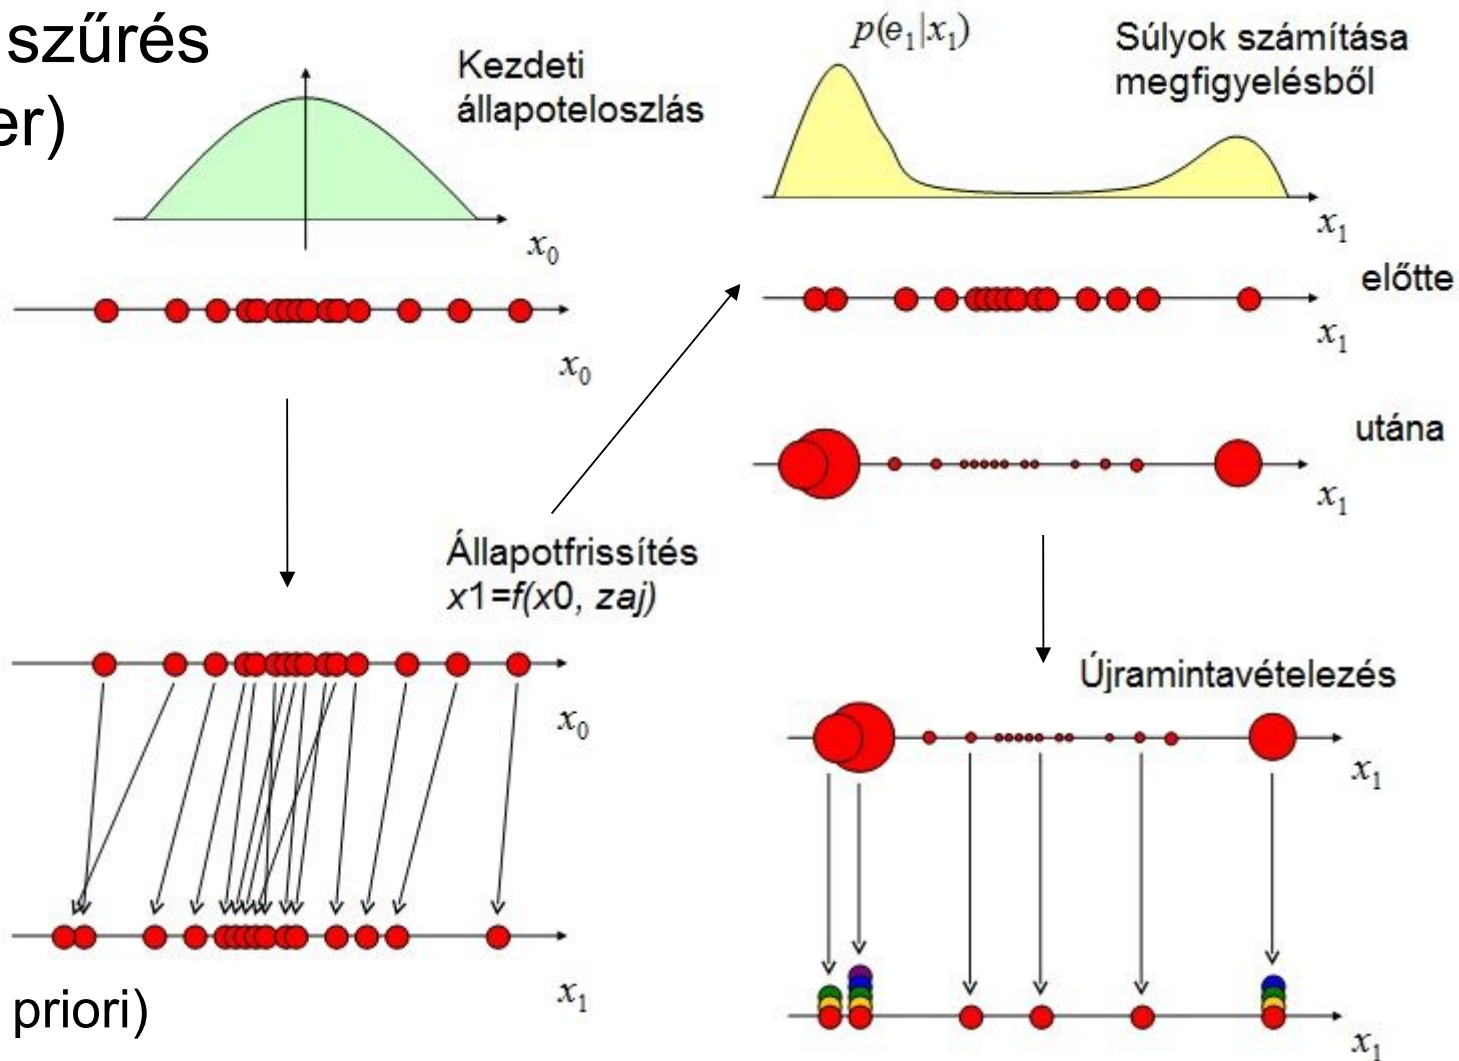 szűrés
er)
Kezdeti
állapoteloszlás
x₀
x₀
Állapotfrissítés
x1=f(x0, zaj)
x₀
x₁
priori)
p(e₁|x₁)
Súlyok számítása
megfigyelésből
x₁
előtte
x₁
utána
x₁
Újramintavételezés
x₁
x₁